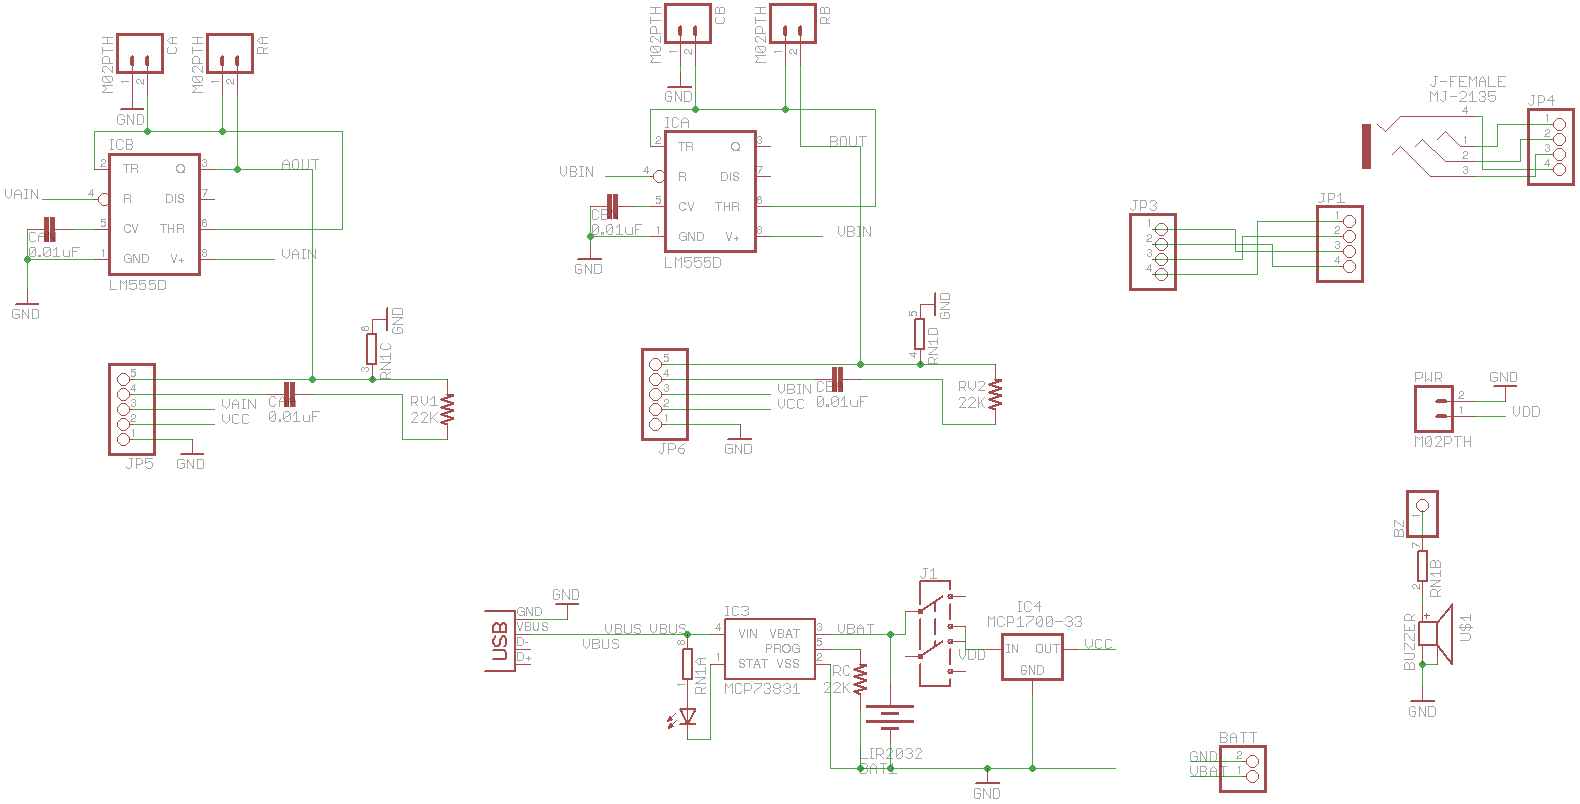 M02PTH
CA
1
2
GND
M02PTH
RA
1
2
ICB
2
TR
Q
3
AOUT
VAIN
4
R
DIS
7
5
CV
THR
6
CA
0.01uF
1
GND
V+
8
VAIN
LM555D
GND
M02PTH
CB
1
2
GND
M02PTH
RB
1
2
ICA
2
TR
Q
3
BOUT
VBIN
4
R
DIS
7
5
CV
THR
6
CB
0.01uF
1
GND
V+
8
VBIN
LM555D
GND
J-FEMALE
MJ-2135
4
1
2
3
JP4
1
2
3
4
JP3
1
2
3
4
JP1
1
2
3
4
GND
6
RN1C
3
5
4
3
2
1
CA
0.01uF
VAIN
VCC
RV1
22K
JP5
GND
GND
5
RN1D
4
5
4
3
2
1
VBIN
VCC
0.01uF
RV2
22K
JP6
GND
PWR
2
1
GND
VDD
M02PTH
BZ
1
7
RN1B
2
BUZZER
+
U$1
GND
USB
GND
VBUS
D-
D+
GND
VBUS
VBUS
VBUS
8
RN1A
1
IC3
4
VIN
VBAT
3
PROG
5
1
STAT
VSS
2
MCP73831
VBAT
RC
22K
LIR2032
BAT1
J1
VDD
IC4
MCP1700-33
IN
OUT
GND
VCC
GND
BATT
GND
2
VBAT
1